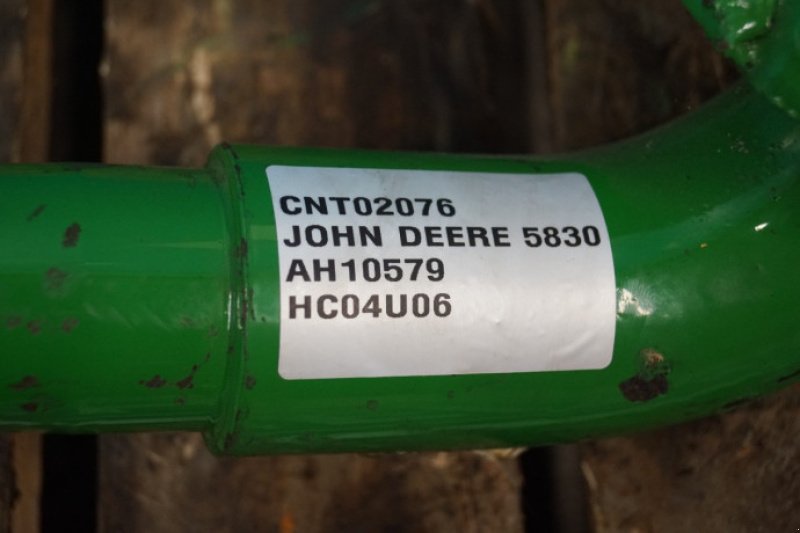 CNT02076
JOHN DEERE 5830
AH10579
HC04U06